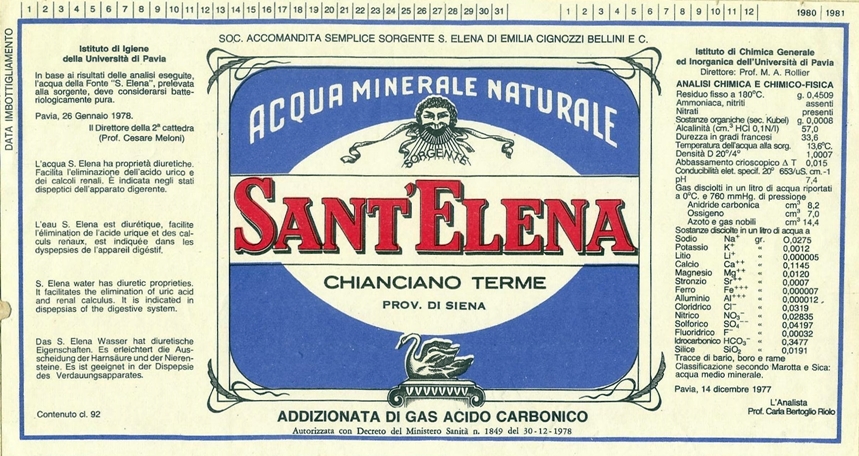 1 2 3 4 5 6 7 8 9 10 11 12 13 14 15 16 17 18 19 20 21 22 23 24 25 26 27 28 29 30 31
1 2 3 4 5 6 7 8 9 10 11 12
1980 1981
DATA IMBOTTIGLIAMENTO
Istituto di Igiene
della Università di Pavia
In base ai risultati delle analisi eseguite,
l'acqua della Fonte "S. Elena", prelevata
alla sorgente, deve considerarsi batte-
riologicamente pura.
Pavia, 26 Gennaio 1978.
Il Direttore della 2ª cattedra
(Prof. Cesare Meloni)
L'acqua S. Elena ha proprietà diuretiche.
Facilita l'eliminazione dell'acido urico e
dei calcoli renali. È indicata negli stati
dispeptici dell'apparato digerente.
L'eau S. Elena est diurétique, facilite
l'élimination de l'acide urique et des cal-
culs renaux, est indiquée dans les
dyspepsies de l'appareil digéstif.
S. Elena water has diuretic proprieties.
It facilitates the elimination of uric acid
and renal calculus. It is indicated in
dispepsias of the digestive system.
Das S. Elena Wasser hat diuretische
Eigenschaften. Es erleichtert die Aus-
scheidung der Harnsäure und der Nieren-
steine. Es ist geeignet in der Dispepsie
des Verdauungsapparates.
Contenuto cl. 92
SOC. ACCOMANDITA SEMPLICE SORGENTE S. ELENA DI EMILIA CIGNOZZI BELLINI E C.
ACQUA MINERALE NATURALE
SORGENTE
SANT'ELENA
CHIANCIANO TERME
PROV. DI SIENA
ADDIZIONATA DI GAS ACIDO CARBONICO
Autorizzata con Decreto del Ministero Sanità n. 1849 del 30-12-1978
Istituto di Chimica Generale
ed Inorganica dell'Università di Pavia
Direttore: Prof. M. A. Rollier
ANALISI CHIMICA E CHIMICO-FISICA
Residuo fisso a 180°C. g. 0,4509
Ammoniaca, nitriti assenti
Nitrati presenti
Sostanze organiche (sec. Kubel) g. 0,0008
Alcalinità (cm.³ HCl 0,1N/l) 57,0
Durezza in gradi francesi 33,6
Temperatura dell'acqua alla sorg. 13,6°C.
Densità D 20°/4° 1,0007
Abbassamento crioscopico Δ T 0,015
Conducibilità elet. specif. 20° 653/uS. cm.-1
pH 7,4
Gas disciolti in un litro di acqua riportati
a 0°C. e 760 mmHg. di pressione
Anidride carbonica cm³ 8,2
Ossigeno cm³ 7,0
Azoto e gas nobili cm³ 14,4
Sostanze disciolte in un litro di acqua a
Sodio Na⁺ gr. 0,0275
Potassio K⁺ " 0,0012
Litio Li⁺ " 0,000005
Calcio Ca⁺⁺ " 0,1145
Magnesio Mg⁺⁺ " 0,0120
Stronzio Sr⁺⁺ " 0,0007
Ferro Fe⁺⁺⁺ " 0,000007
Alluminio Al⁺⁺⁺ " 0,000012
Cloridrico Cl⁻ " 0,0319
Nitrico NO₃⁻ " 0,02835
Solforico SO₄⁻⁻ " 0,04197
Fluoridrico F⁻ " 0,00032
Idrocarbonico HCO₃⁻ " 0,3477
Silice SiO₂ " 0,0191
Tracce di bario, boro e rame
Classificazione secondo Marotta e Sica:
acqua medio minerale.
Pavia, 14 dicembre 1977
L'Analista
Prof. Carla Bertoglio Riolo